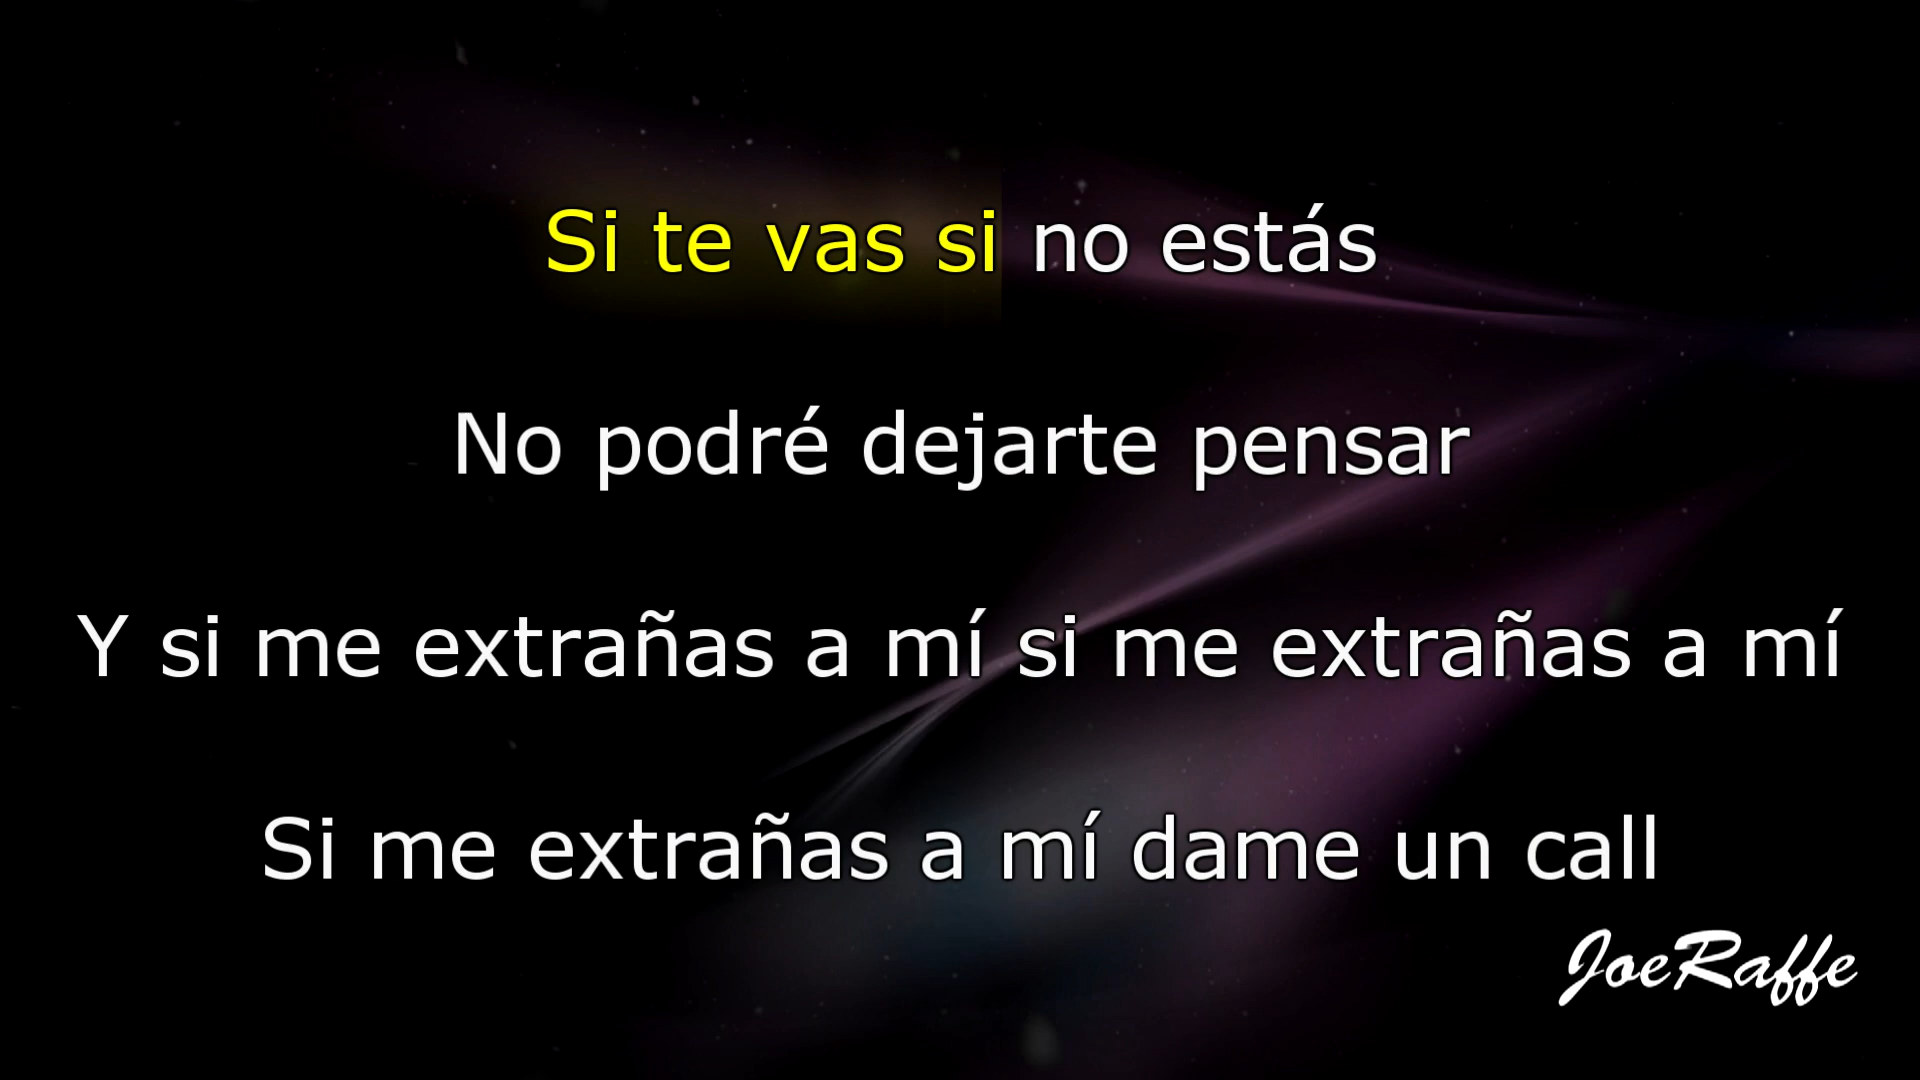 Si te vas si no estás
No podré dejarte pensar
Y si me extrañas a mí si me extrañas a mí
Si me extrañas a mí dame un call
JoeRaffe